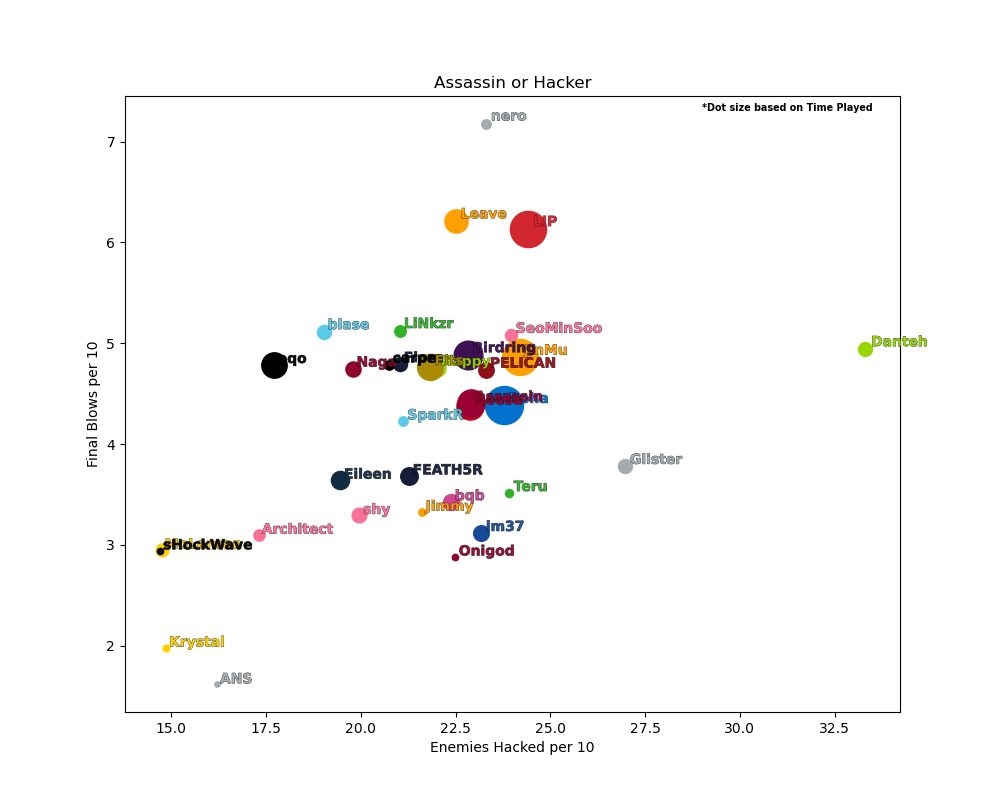 Assassin or Hacker
*Dot size based on Time Played
nero
Leave
LIP
blase
LiNkzr
SeoMinSoo
Danteh
Birdring
PELICAN
Happy
SparkR
Assassin
Glister
Eileen
FEATH5R
Teru
bqb
Jimmy
shy
Architect
im37
sHockWave
Onigod
Krystal
ANS
Final Blows per 10
7
6
5
4
3
2
15.0
17.5
20.0
22.5
25.0
27.5
30.0
32.5
Enemies Hacked per 10